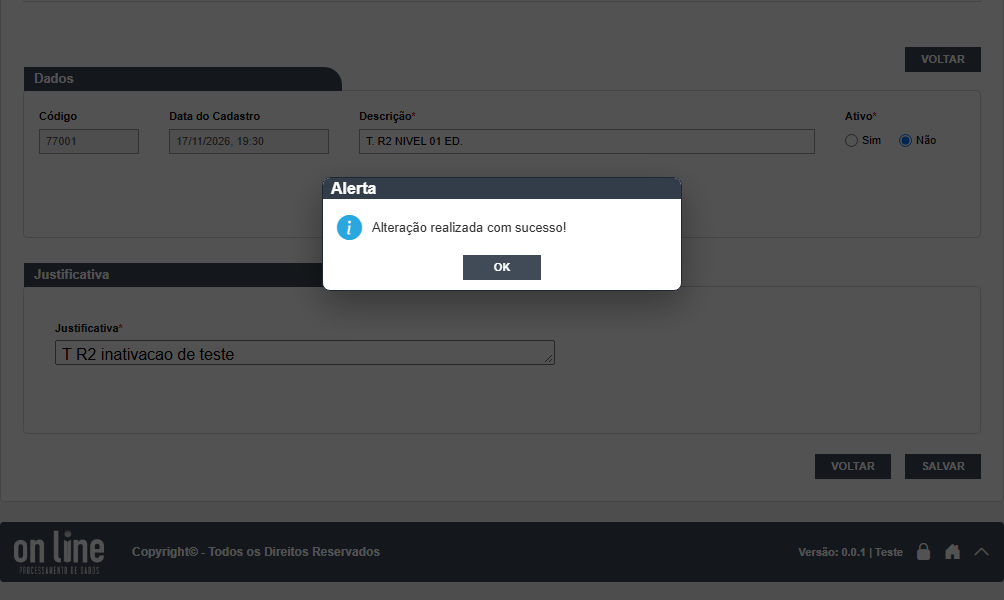 VOLTAR
Dados
Código
Data do Cadastro
Descrição*
Ativo*
77001
17/11/2026, 19:30
T. R2 NIVEL 01 ED.
Sim
Não
Alerta
i
Alteração realizada com sucesso!
OK
Justificativa
Justificativa*
T R2 inativacao de teste
VOLTAR
SALVAR
on line
PROCESSAMENTO DE DADOS
Copyright© - Todos os Direitos Reservados
Versão: 0.0.1 | Teste